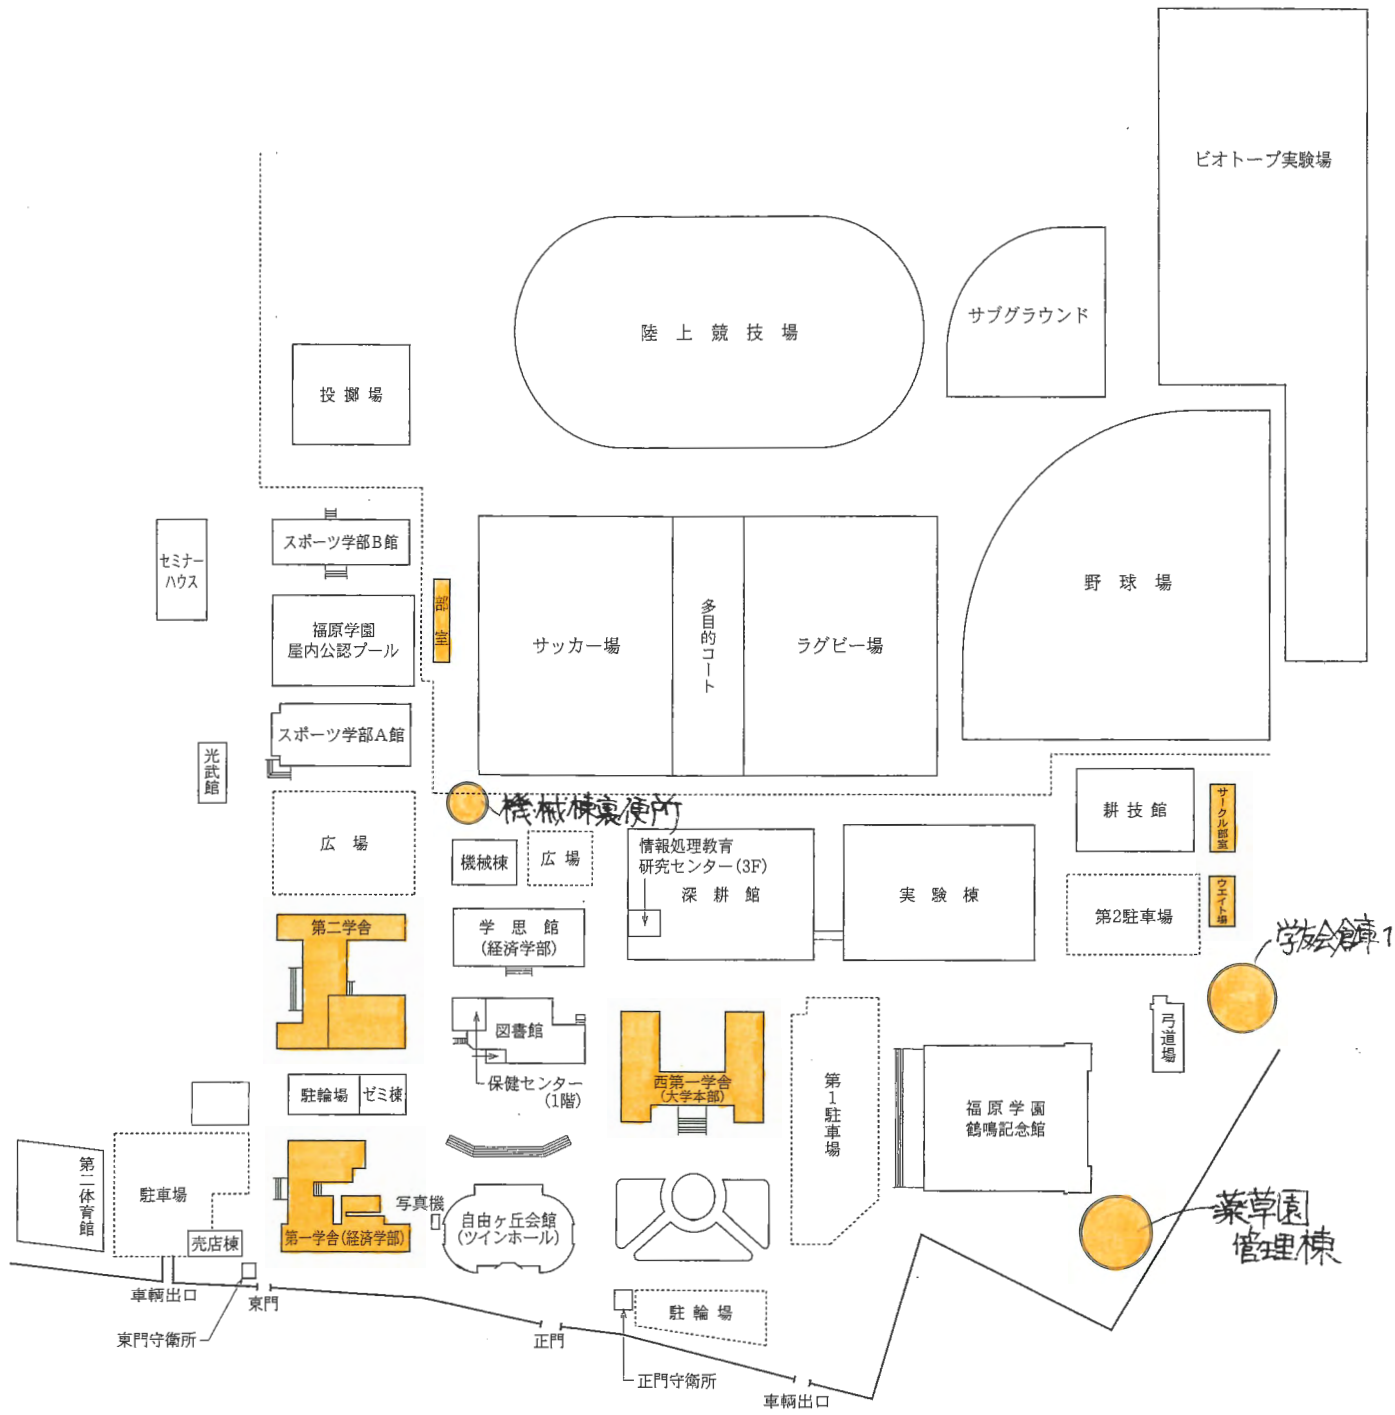 ビオトープ実験場
サブグラウンド
陸上競技場
投擲場
スポーツ学部B館
セミナー
ハウス
部室
野球場
福原学園
屋内公認プール
サッカー場
多目的コート
ラグビー場
スポーツ学部A館
光武館
機械棟裏便所
耕技館
サークル部室
広場
機械棟
広場
情報処理教育
研究センター(3F)
深耕館
実験棟
第2駐車場
ウエイト場
学友会倉庫1
第二学舎
学思館
(経済学部)
図書館
弓道場
保健センター
(1階)
西第一学舎
(大学本部)
第1駐車場
福原学園
鶴鳴記念館
駐輪場
ゼミ棟
第二体育館
駐車場
写真機
自由ヶ丘会館
(ツインホール)
薬草園
管理棟
売店棟
第一学舎(経済学部)
車輌出口
東門
東門守衛所
正門
駐輪場
正門守衛所
車輌出口